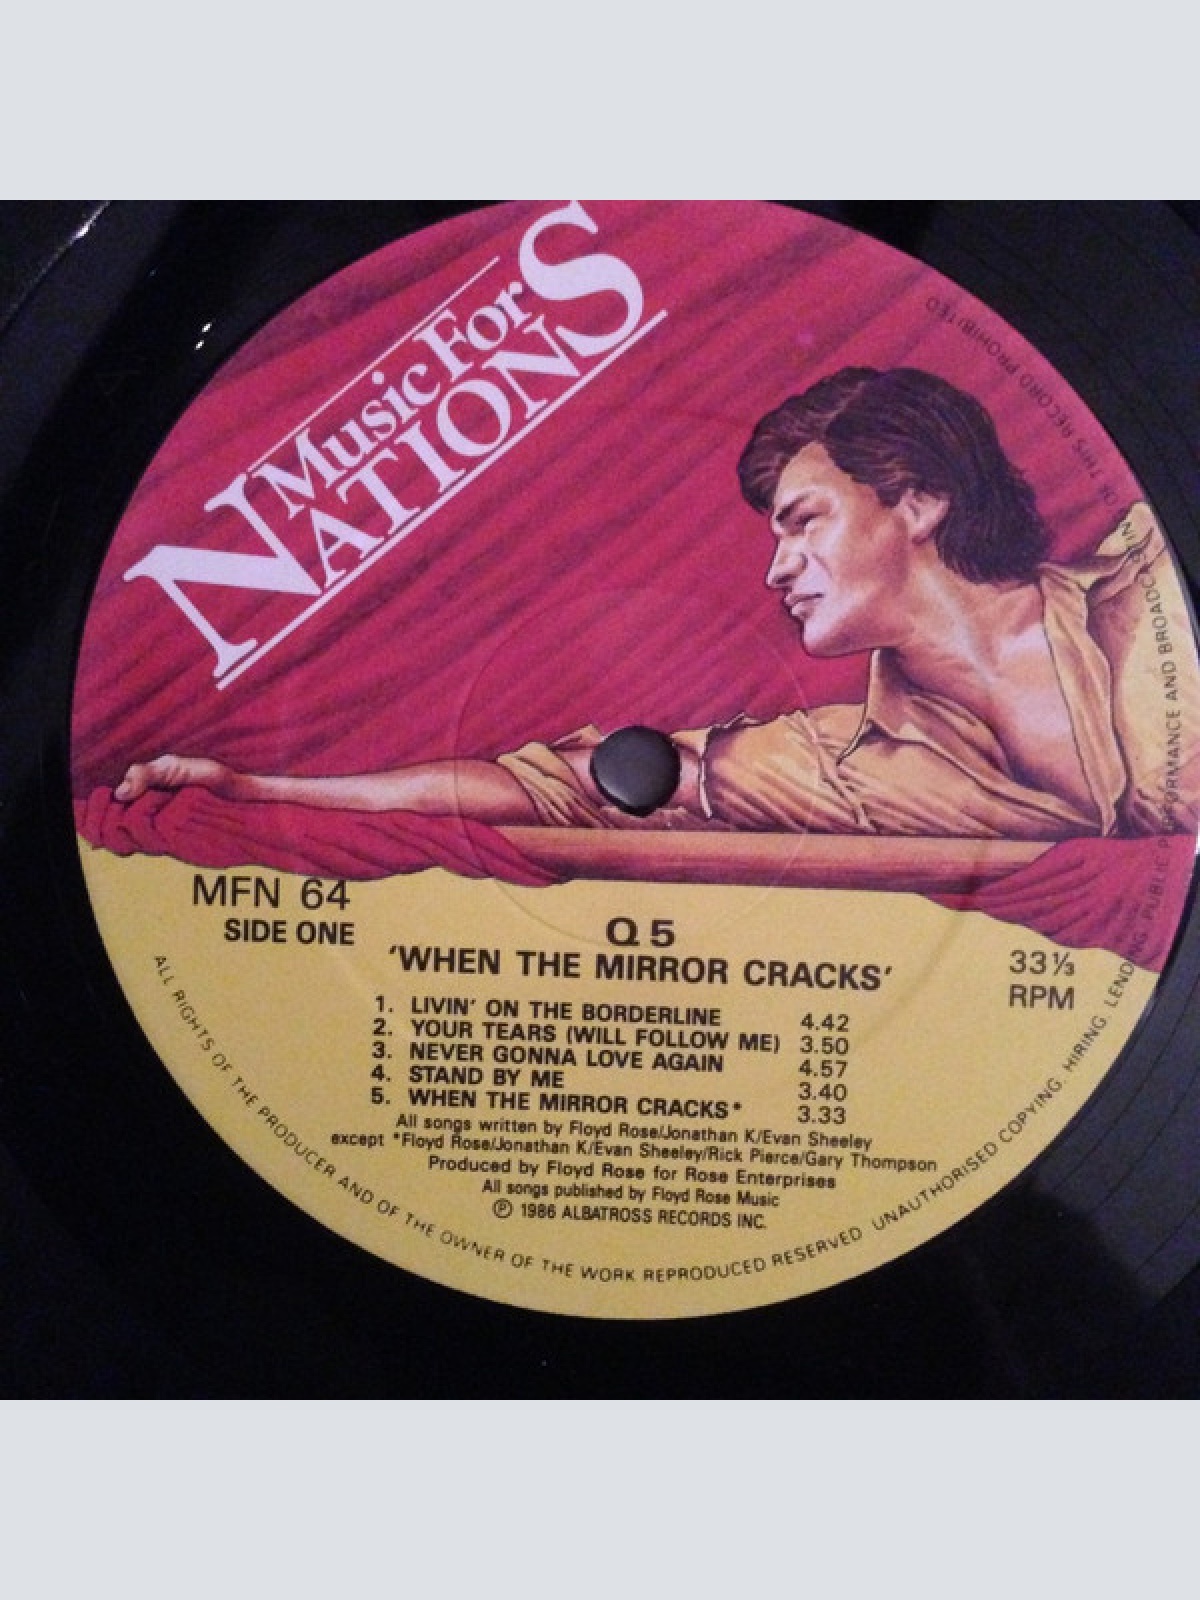 Music For
NATIONS
MFN 64
SIDE ONE
Q5
'WHEN THE MIRROR CRACKS'
33⅓
RPM
1. LIVIN' ON THE BORDERLINE 4.42
2. YOUR TEARS (WILL FOLLOW ME) 3.50
3. NEVER GONNA LOVE AGAIN 4.57
4. STAND BY ME 3.40
5. WHEN THE MIRROR CRACKS* 3.33
All songs written by Floyd Rose/Jonathan K/Evan Sheeley
except *Floyd Rose/Jonathan K/Evan Sheeley/Rick Pierce/Gary Thompson
Produced by Floyd Rose for Rose Enterprises
All songs published by Floyd Rose Music
Ⓟ 1986 ALBATROSS RECORDS INC.
ALL RIGHTS OF THE PRODUCER AND OF THE OWNER OF THE WORK REPRODUCED RESERVED UNAUTHORISED COPYING. HIRING. LENDING. PUBLIC PERFORMANCE AND BROADCASTING OF THIS RECORD PROHIBITED